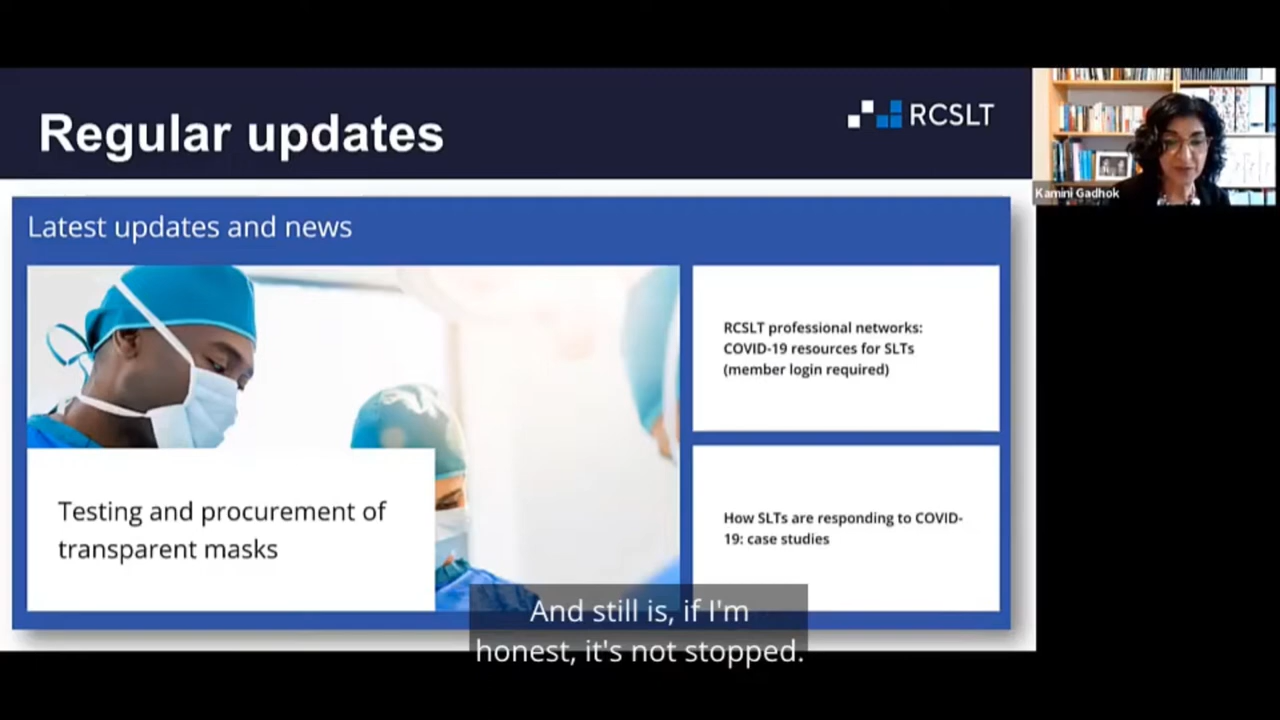 Regular updates
RCSLT
Kamini Gadhok
Latest updates and news
Testing and procurement of
transparent masks
RCSLT professional networks:
COVID-19 resources for SLTs
(member login required)
How SLTs are responding to COVID-
19: case studies
And still is, if I'm
honest, it's not stopped.